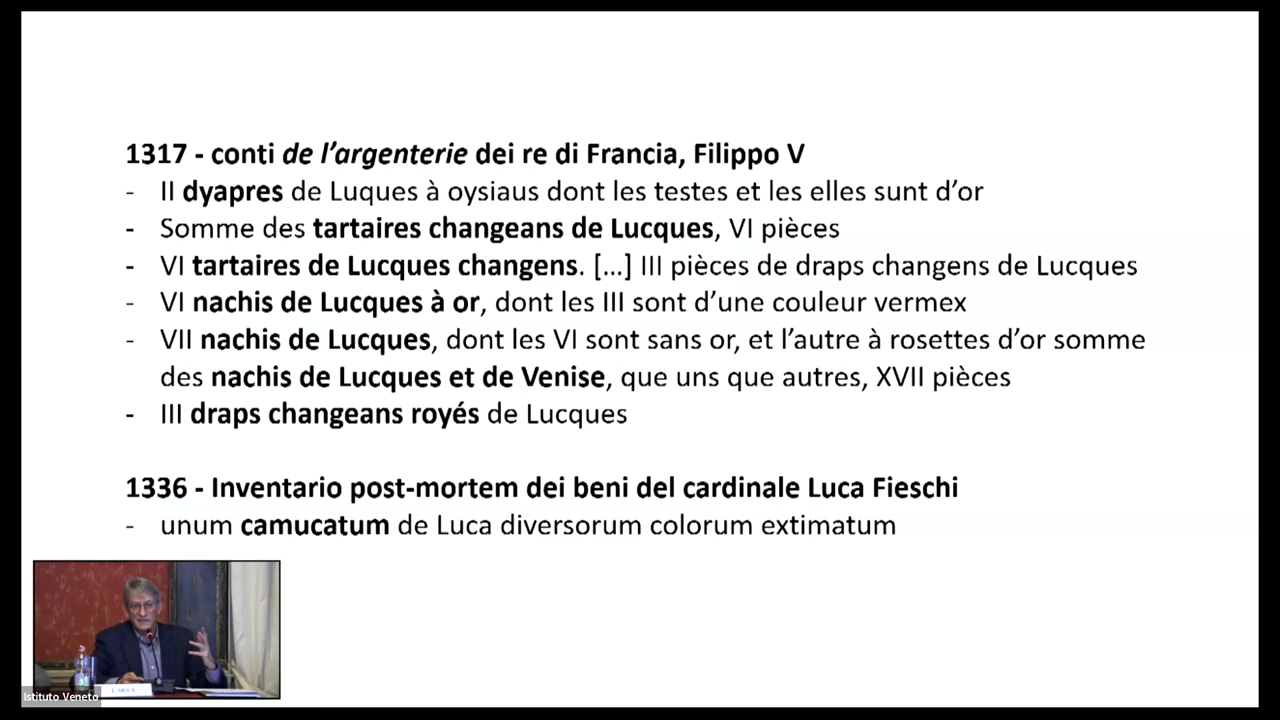 1317 - conti de l’argenterie dei re di Francia, Filippo V
- II dyapres de Luques à oysiaus dont les testes et les elles sunt d’or
- Somme des tartaires changeans de Lucques, VI pièces
- VI tartaires de Lucques changens. [...] III pièces de draps changens de Lucques
- VI nachis de Lucques à or, dont les III sont d’une couleur vermex
- VII nachis de Lucques, dont les VI sont sans or, et l’autre à rosettes d’or somme
des nachis de Lucques et de Venise, que uns que autres, XVII pièces
- III draps changeans royés de Lucques
1336 - Inventario post-mortem dei beni del cardinale Luca Fieschi
- unum camucatum de Luca diversorum colorum extimatum
Istituto Veneto